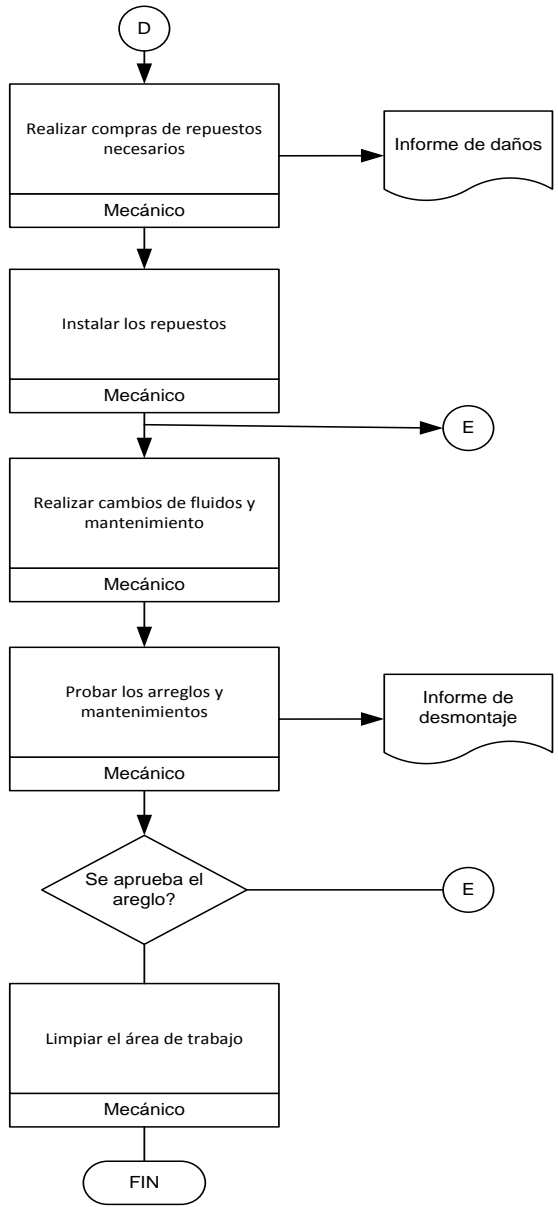 D
Realizar compras de repuestos
necesarios
Mecánico
Informe de daños
Instalar los repuestos
Mecánico
E
Realizar cambios de fluidos y
mantenimiento
Mecánico
Probar los arreglos y
mantenimientos
Mecánico
Informe de
desmontaje
Se aprueba el
areglo?
E
Limpiar el área de trabajo
Mecánico
FIN